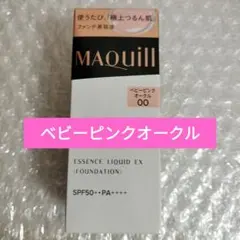 使うたび、「極上つるん肌」
ファンデ美容液
MAQuill
ベビーピンク
オークル
00
ベビーピンクオークル
ESSENCE LIQUID EX
<FOUNDATION>
SPF50+・PA++++